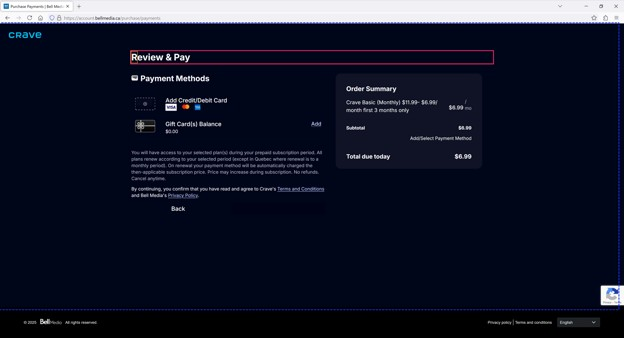 Purchase Payments | Bell Med
https://account.bellmedia.ca/purchase/payments
CRAVE
Review & Pay
Payment Methods
Add Credit/Debit Card
VISA
Gift Card(s) Balance
Add
$0.00
You will have access to your selected plan(s) during your prepaid subscription period. All
plans renew according to your selected period (except in Quebec where renewal is to a
monthly period). On renewal your payment method will be automatically charged the
then-applicable subscription price. Price may increase during subscription. No refunds.
Cancel anytime.
By continuing, you confirm that you have read and agree to Crave's Terms and Conditions
and Bell Media's Privacy Policy.
Back
Order Summary
Crave Basic (Monthly) $11.99- $6.99/
month first 3 months only
$6.99 / mo
Subtotal $6.99
Add/Select Payment Method
Total due today $6.99
© 2025 Bell Media All rights reserved.
Privacy policy | Terms and conditions
English